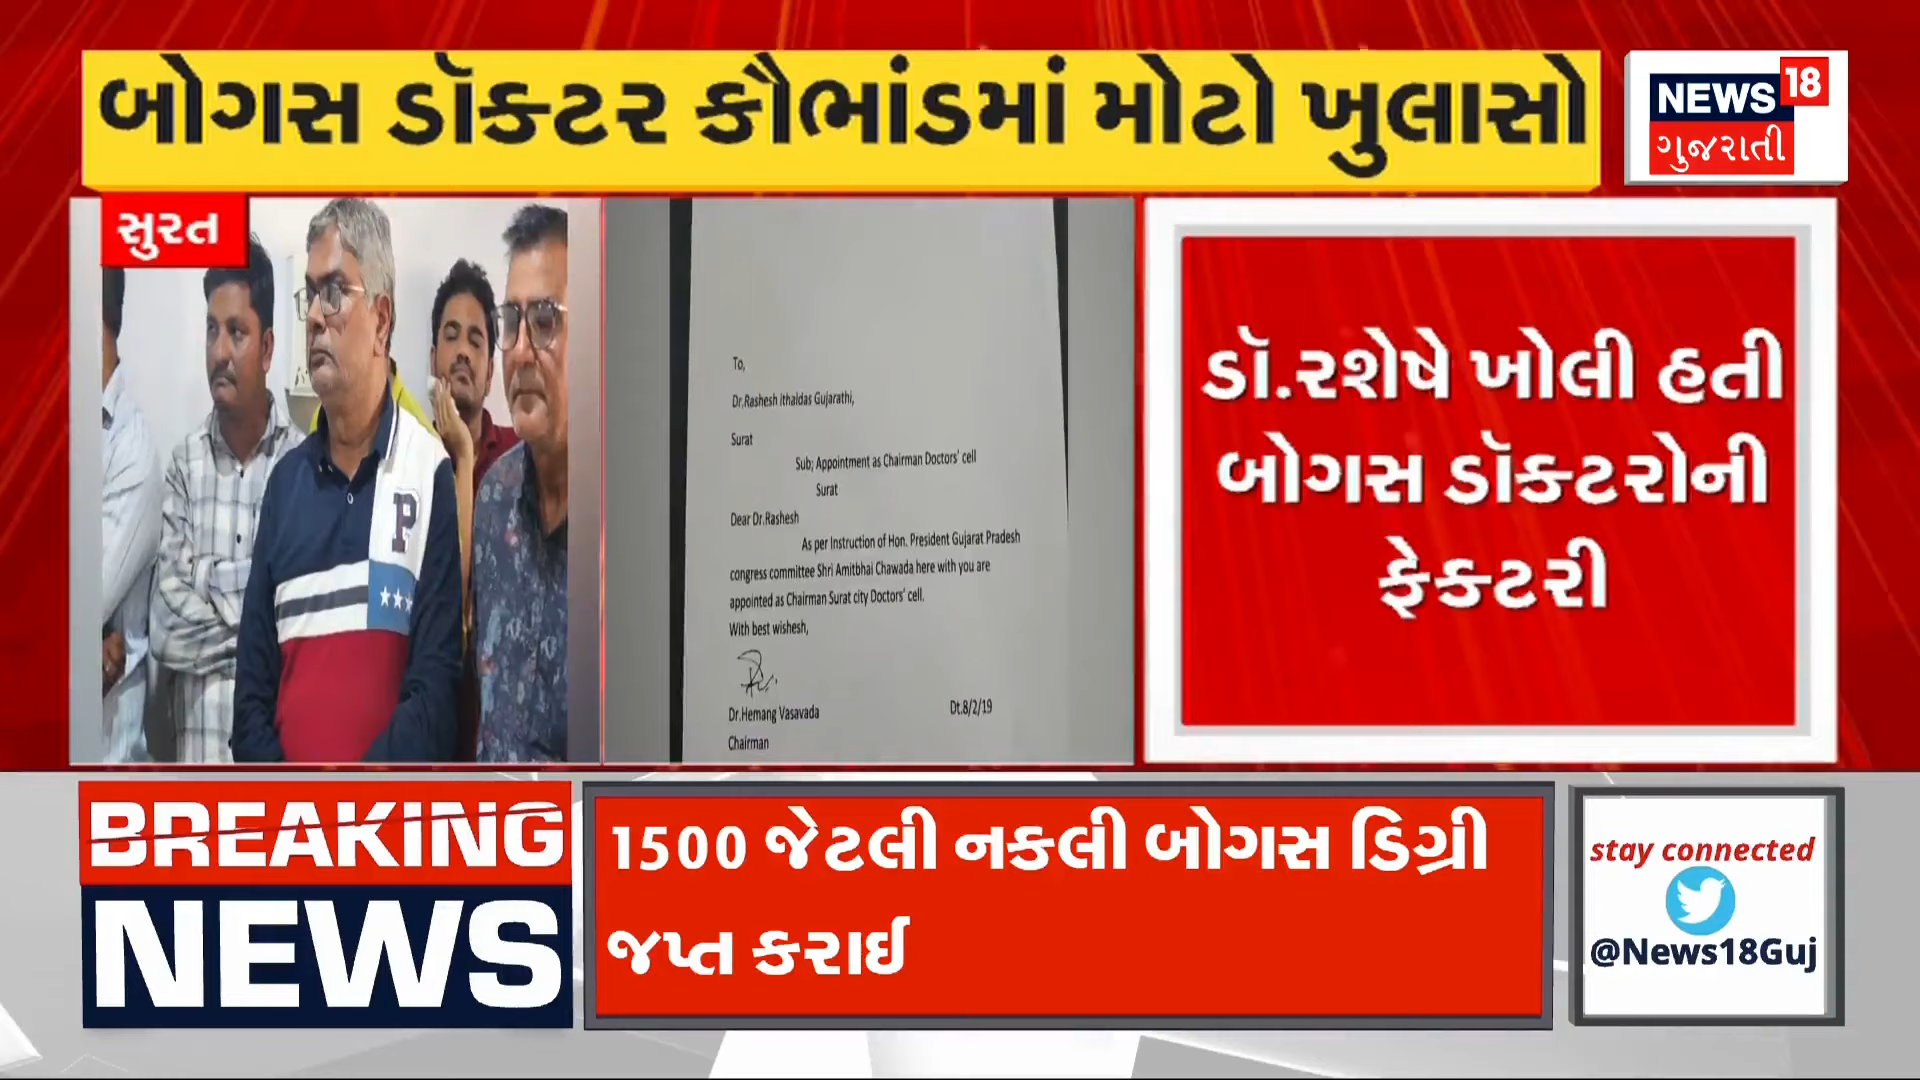 બોગસ ડૉક્ટર કૌભાંડમાં મોટો ખુલાસો
NEWS 18
ગુજરાતી
સુરત
To,
Dr.Rashesh ithaldas Gujarathi,
Surat
Sub; Appointment as Chairman Doctors' cell
Surat
Dear Dr.Rashesh
As per Instruction of Hon. President Gujarat Pradesh
congress committee Shri Amitbhai Chawada here with you are
appointed as Chairman Surat city Doctors' cell.
With best wishesh,
Dr.Hemang Vasavada Dt.8/2/19
Chairman
P
ડૉ.રશેષે ખોલી હતી
બોગસ ડૉક્ટરોની
ફેક્ટરી
BREAKING
NEWS
1500 જેટલી નકલી બોગસ ડિગ્રી
જપ્ત કરાઈ
stay connected
@News18Guj